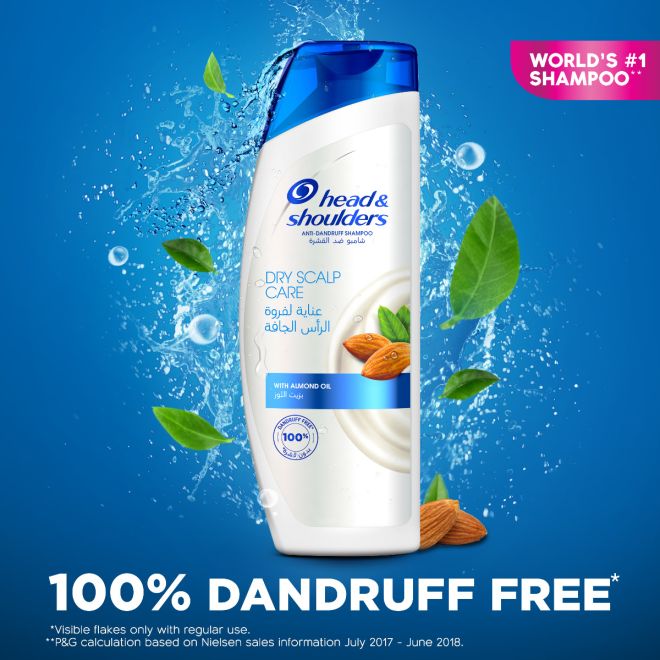 WORLD'S #1
SHAMPOO**
head&
shoulders
ANTI-DANDRUFF SHAMPOO
شامبو ضد القشرة
DRY SCALP
CARE
عناية لفروة
الرأس الجافة
WITH ALMOND OIL
بزيت اللوز
DANDRUFF FREE*
100%
100% DANDRUFF FREE*
*Visible flakes only with regular use.
**P&G calculation based on Nielsen sales information July 2017 - June 2018.